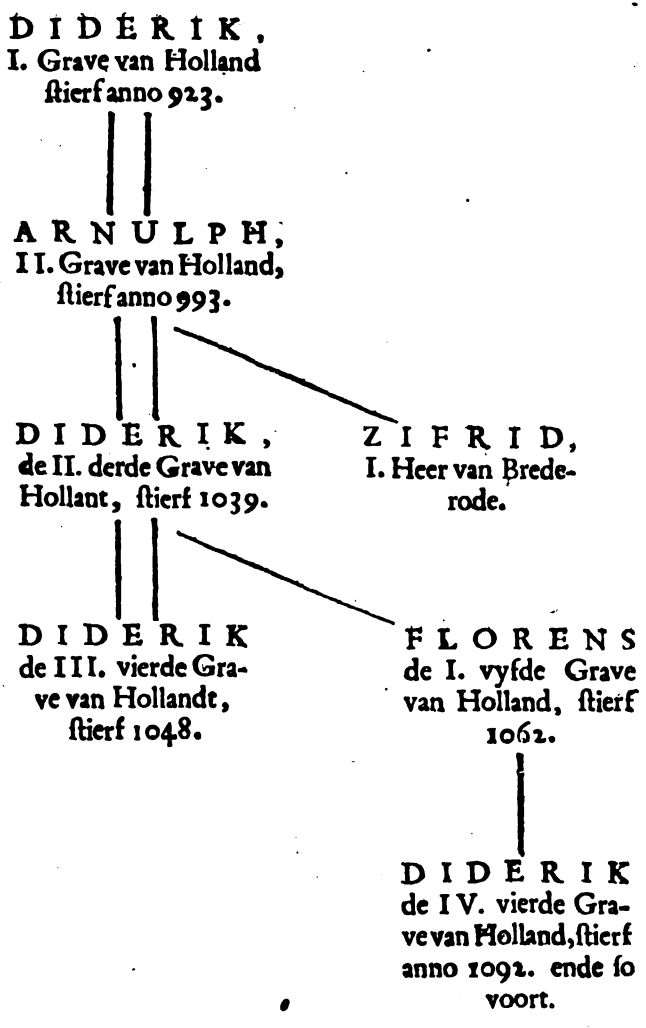 DIDERIK,
I. Grave van Holland
ſtierf anno 923.
ARNULPH,
II. Grave van Holland,
ſtierf anno 993.
DIDERIK,
de II. derde Grave van
Hollant, ſtierf 1039.
ZIFRID,
I. Heer van Brede-
rode.
DIDERIK
de III. vierde Gra-
ve van Hollandt,
ſtierf 1048.
FLORENS
de I. vyfde Grave
van Holland, ſtierf
1062.
DIDERIK
de IV. vierde Gra-
ve van Holland, ſtierf
anno 1092. ende ſo
voort.